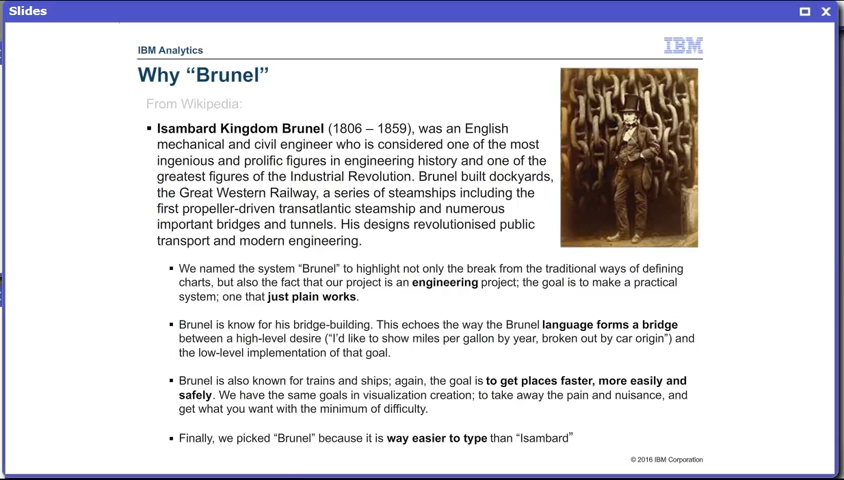 Slides
IBM Analytics
IBM
Why “Brunel”
From Wikipedia:
▪ Isambard Kingdom Brunel (1806 – 1859), was an English
mechanical and civil engineer who is considered one of the most
ingenious and prolific figures in engineering history and one of the
greatest figures of the Industrial Revolution. Brunel built dockyards,
the Great Western Railway, a series of steamships including the
first propeller-driven transatlantic steamship and numerous
important bridges and tunnels. His designs revolutionised public
transport and modern engineering.
▪ We named the system “Brunel” to highlight not only the break from the traditional ways of defining
charts, but also the fact that our project is an engineering project; the goal is to make a practical
system; one that just plain works.
▪ Brunel is know for his bridge-building. This echoes the way the Brunel language forms a bridge
between a high-level desire (“I’d like to show miles per gallon by year, broken out by car origin”) and
the low-level implementation of that goal.
▪ Brunel is also known for trains and ships; again, the goal is to get places faster, more easily and
safely. We have the same goals in visualization creation; to take away the pain and nuisance, and
get what you want with the minimum of difficulty.
▪ Finally, we picked “Brunel” because it is way easier to type than “Isambard”
© 2016 IBM Corporation